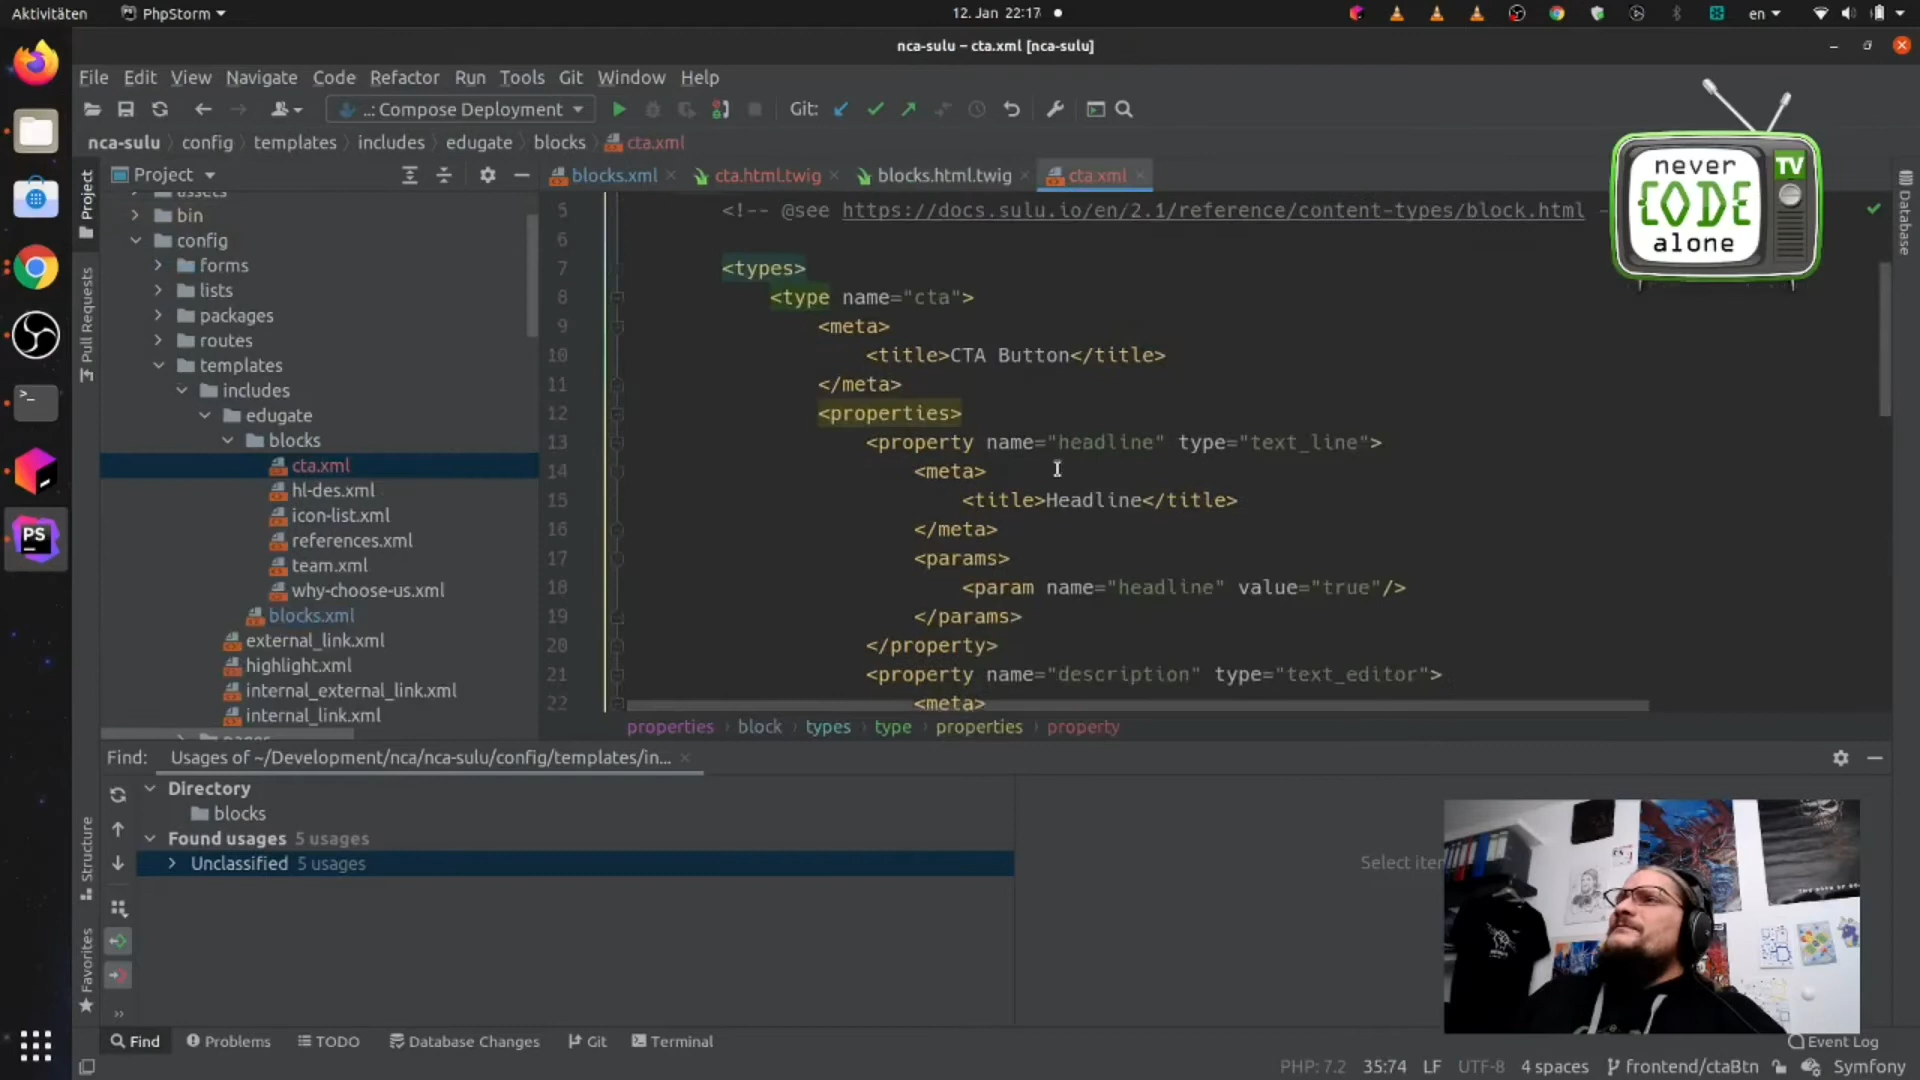 Aktivitäten
PhpStorm
12. Jan 22:17
en
nca-sulu – cta.xml [nca-sulu]
File Edit View Navigate Code Refactor Run Tools Git Window Help
..: Compose Deployment
Git:
nca-sulu config templates includes edugate blocks cta.xml
never
CODE
alone
TV
Project
blocks.xml
cta.html.twig
blocks.html.twig
cta.xml
Project
Pull Requests
Structure
Favorites
Database
assets
bin
config
forms
lists
packages
routes
templates
includes
edugate
blocks
cta.xml
hl-des.xml
icon-list.xml
references.xml
team.xml
why-choose-us.xml
blocks.xml
external_link.xml
highlight.xml
internal_external_link.xml
internal_link.xml
pages
5 <!-- @see https://docs.sulu.io/en/2.1/reference/content-types/block.html -
6
7 <types>
8 <type name="cta">
9 <meta>
10 <title>CTA Button</title>
11 </meta>
12 <properties>
13 <property name="headline" type="text_line">
14 <meta>
15 <title>Headline</title>
16 </meta>
17 <params>
18 <param name="headline" value="true"/>
19 </params>
20 </property>
21 <property name="description" type="text_editor">
22 <meta>
properties block types type properties property
Find: Usages of ~/Development/nca/nca-sulu/config/templates/in...
Directory
blocks
Found usages 5 usages
Unclassified 5 usages
Select iter
PS
Find Problems TODO Database Changes Git Terminal
Event Log
PHP: 7.2 35:74 LF UTF-8 4 spaces frontend/ctaBtn Symfony